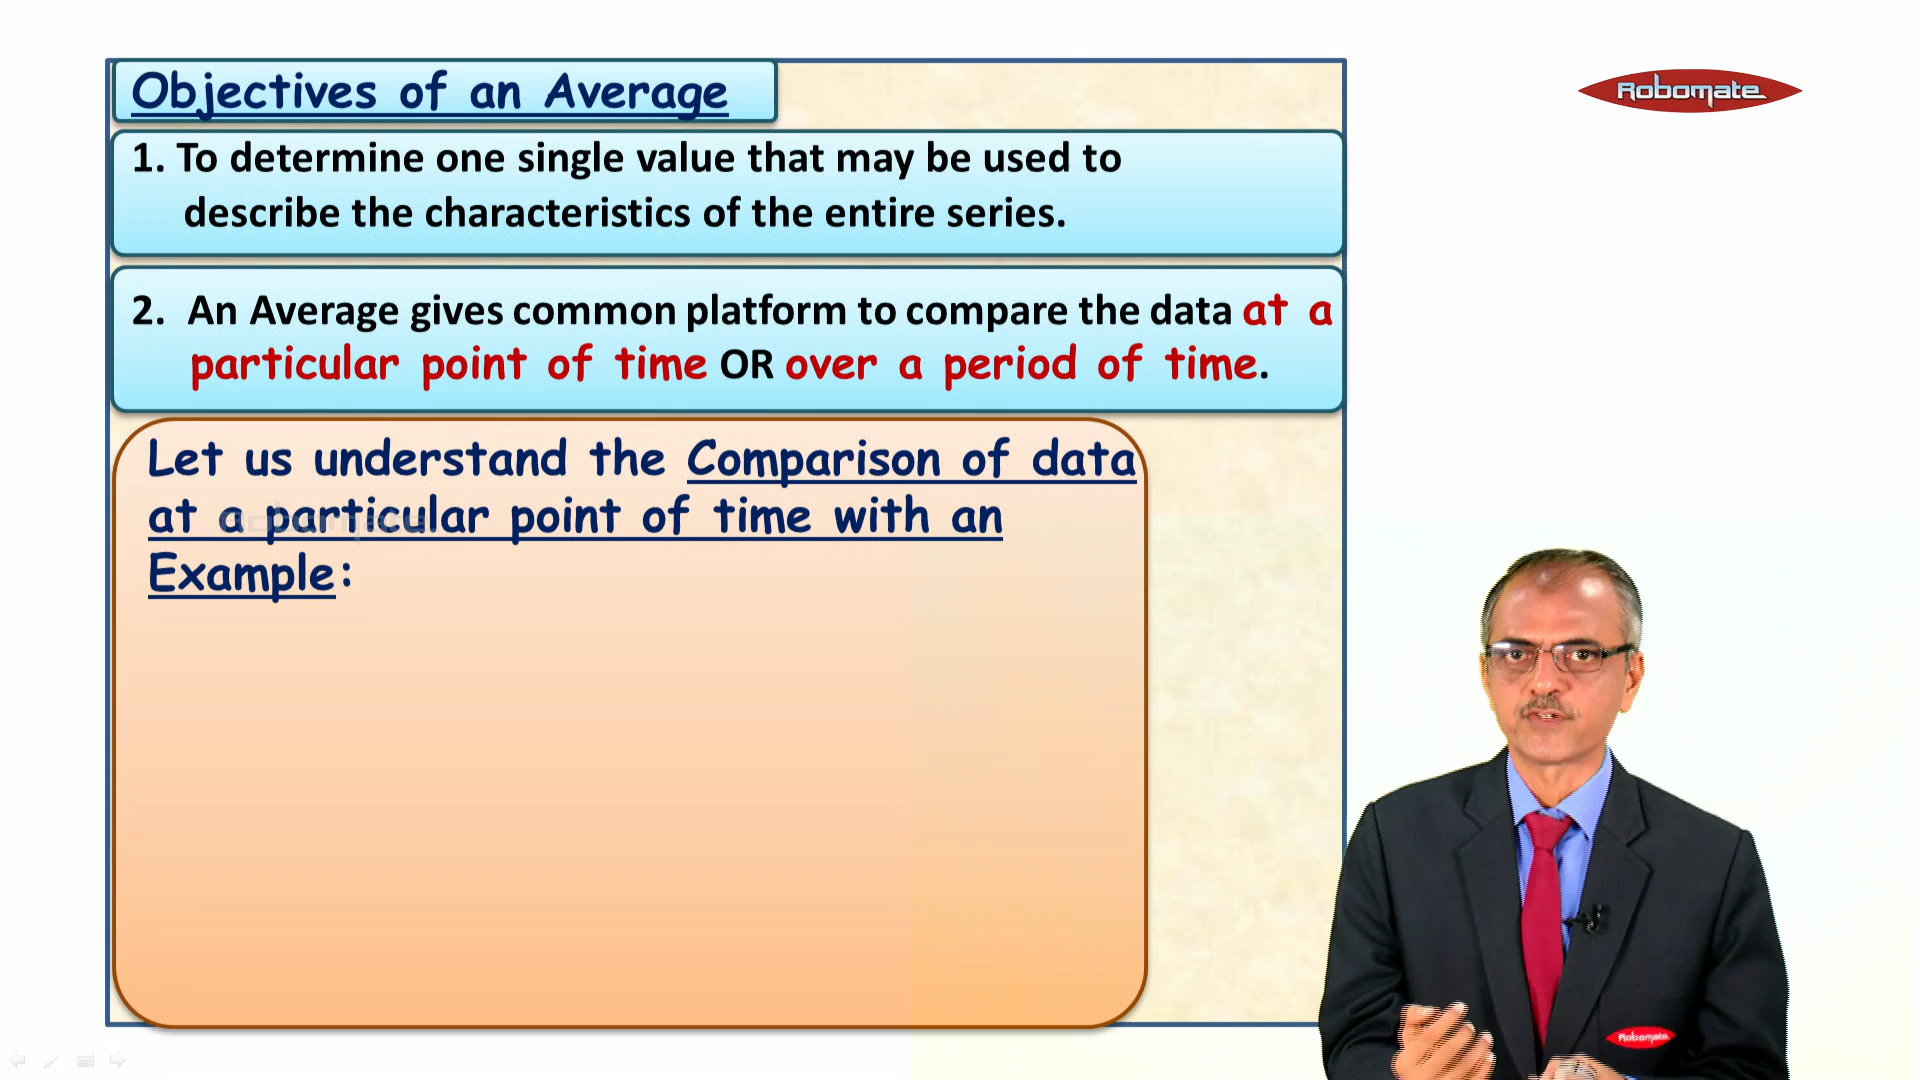 Objectives of an Average
Robomate
1. To determine one single value that may be used to
describe the characteristics of the entire series.
2. An Average gives common platform to compare the data at a
particular point of time OR over a period of time.
Let us understand the Comparison of data
at a particular point of time with an
Example:
Robomate
Robomate